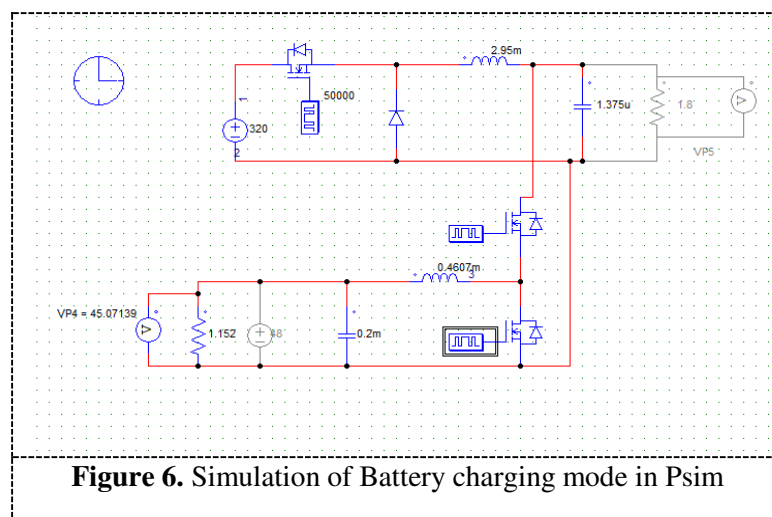 2.95m
50000
1
320
2
1.375u
1.8
VP5
0.4607m
3
VP4 = 45.07139
1.152
48
0.2m
Figure 6. Simulation of Battery charging mode in Psim